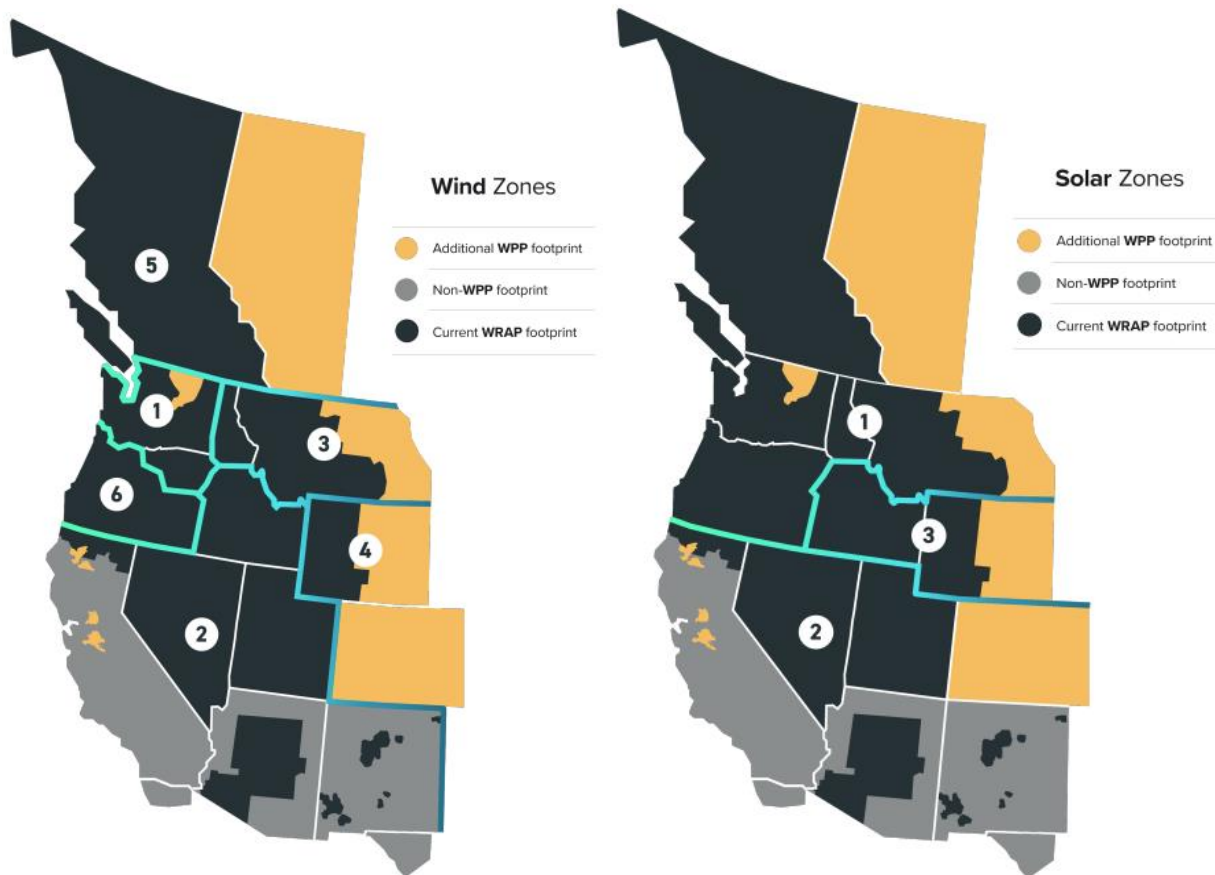 Wind Zones
Additional WPP footprint
Non-WPP footprint
Current WRAP footprint
5
1
3
6
4
2
Solar Zones
Additional WPP footprint
Non-WPP footprint
Current WRAP footprint
1
3
2